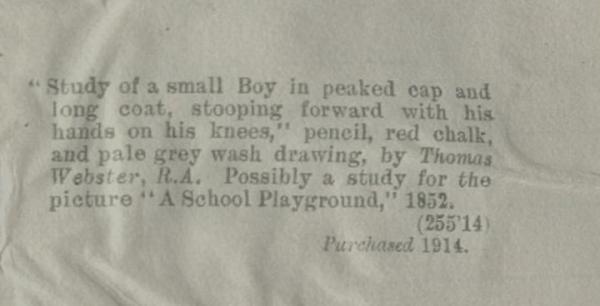 "Study of a small Boy in peaked cap and
long coat, stooping forward with his
hands on his knees," pencil, red chalk,
and pale grey wash drawing, by Thomas
Webster, R.A. Possibly a study for the
picture "A School Playground," 1852.
(255'14)
Purchased 1914.